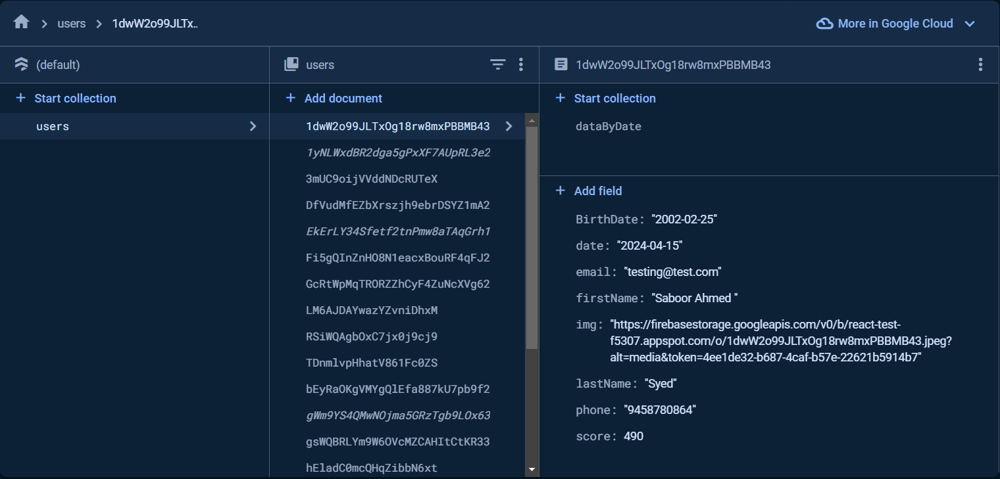 users
1dwW2o99JLTx..
More in Google Cloud
(default)
Start collection
users
users
Add document
1dwW2o99JLTxOg18rw8mxPBBMB43
1yNLWxdBR2dga5gPxXF7AUpRL3e2
3mUC9oijVVddNDcRUTeX
DfVudMfEZbXrszjh9ebrDSYZ1mA2
EkErLY34Sfetf2tnPmw8aTAqGrh1
Fi5gQInZnHO8N1eacxBouRF4qFJ2
GcRtWpMqTRORZZhCyF4ZuNcXVg62
LM6AJDAYwazYZvniDhxM
RSiWQAgbOxC7jx0j9cj9
TDnmlvpHhatV861Fc0ZS
bEyRaOKgVMYgQlEfa887kU7pb9f2
gWm9YS4QMwNOjma5GRzTgb9LOx63
gsWQBRLYm9W6OVcMZCAHItCtKR33
hEladC0mcQHqZibbN6xt
1dwW2o99JLTxOg18rw8mxPBBMB43
Start collection
dataByDate
Add field
BirthDate: "2002-02-25"
date: "2024-04-15"
email: "testing@test.com"
firstName: "Saboor Ahmed "
img: "https://firebasestorage.googleapis.com/v0/b/react-test-
f5307.appspot.com/o/1dwW2o99JLTxOg18rw8mxPBBMB43.jpeg?
alt=media&token=4ee1de32-b687-4caf-b57e-22621b5914b7"
lastName: "Syed"
phone: "9458780864"
score: 490